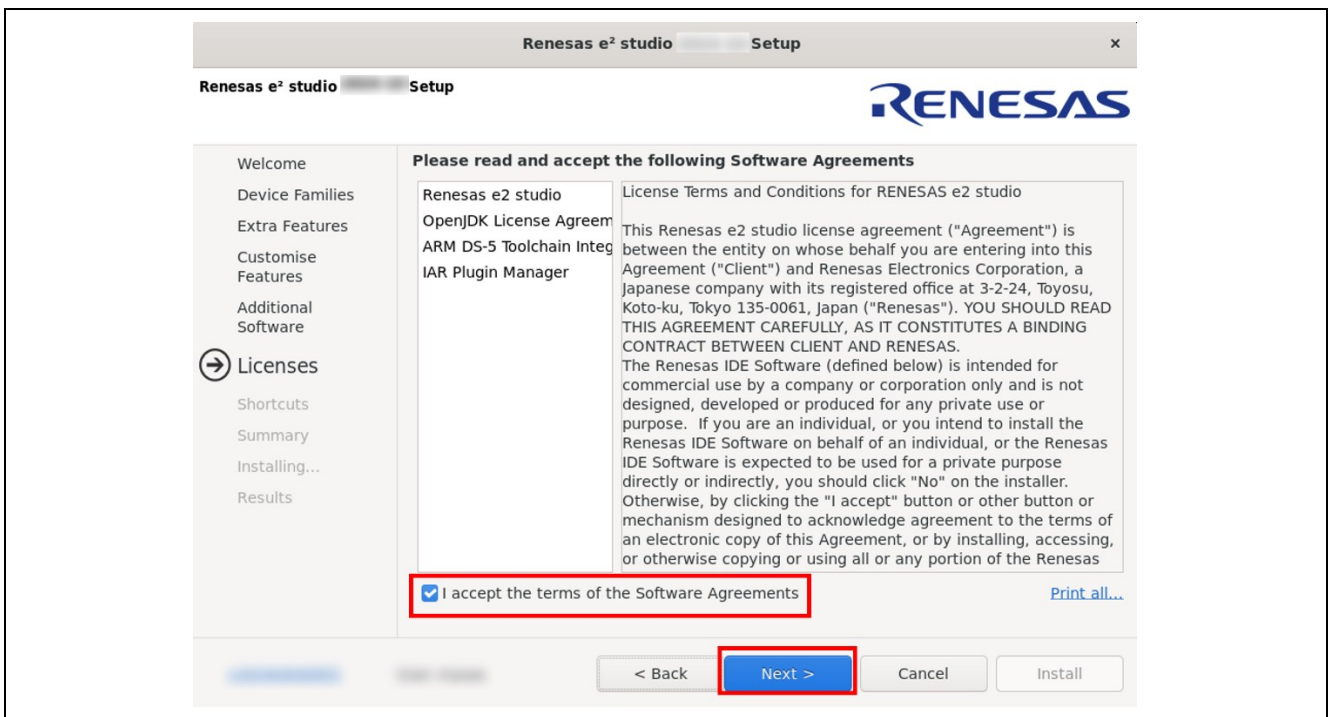 Renesas e² studio Setup
×
Renesas e² studio Setup
RENESAS
Welcome
Device Families
Extra Features
Customise
Features
Additional
Software
Licenses
Shortcuts
Summary
Installing...
Results
Please read and accept the following Software Agreements
Renesas e2 studio
OpenJDK License Agreem
ARM DS-5 Toolchain Integ
IAR Plugin Manager
License Terms and Conditions for RENESAS e2 studio
This Renesas e2 studio license agreement ("Agreement") is
between the entity on whose behalf you are entering into this
Agreement ("Client") and Renesas Electronics Corporation, a
Japanese company with its registered office at 3-2-24, Toyosu,
Koto-ku, Tokyo 135-0061, Japan ("Renesas"). YOU SHOULD READ
THIS AGREEMENT CAREFULLY, AS IT CONSTITUTES A BINDING
CONTRACT BETWEEN CLIENT AND RENESAS.
The Renesas IDE Software (defined below) is intended for
commercial use by a company or corporation only and is not
designed, developed or produced for any private use or
purpose.  If you are an individual, or you intend to install the
Renesas IDE Software on behalf of an individual, or the Renesas
IDE Software is expected to be used for a private purpose
directly or indirectly, you should click "No" on the installer.
Otherwise, by clicking the "I accept" button or other button or
mechanism designed to acknowledge agreement to the terms of
an electronic copy of this Agreement, or by installing, accessing,
or otherwise copying or using all or any portion of the Renesas
I accept the terms of the Software Agreements
Print all...
< Back
Next >
Cancel
Install